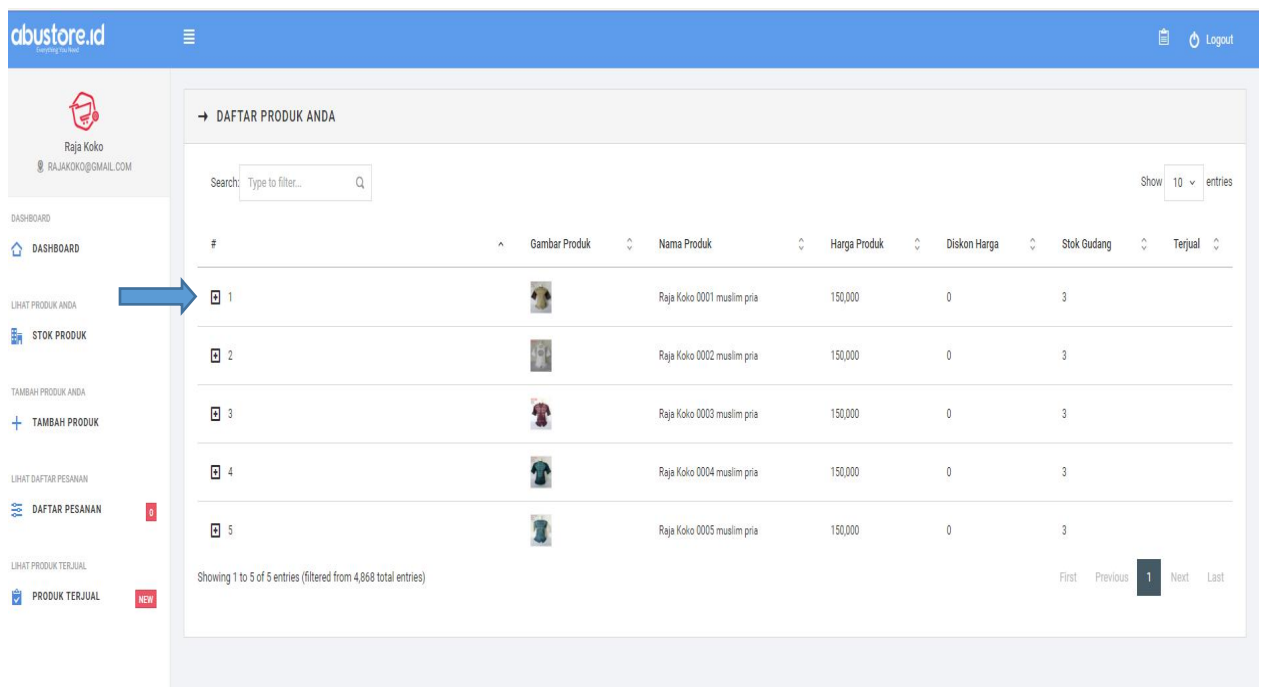 abustore.id
Everything You Need
Logout
Raja Koko
RAJAKOKO@GMAIL.COM
DASHBOARD
DASHBOARD
LIHAT PRODUK ANDA
STOK PRODUK
TAMBAH PRODUK ANDA
TAMBAH PRODUK
LIHAT DAFTAR PESANAN
DAFTAR PESANAN 0
LIHAT PRODUK TERJUAL
PRODUK TERJUAL NEW
→ DAFTAR PRODUK ANDA
Search: Type to filter... Show 10 entries
# Gambar Produk Nama Produk Harga Produk Diskon Harga Stok Gudang Terjual
1 Raja Koko 0001 muslim pria 150,000 0 3
2 Raja Koko 0002 muslim pria 150,000 0 3
3 Raja Koko 0003 muslim pria 150,000 0 3
4 Raja Koko 0004 muslim pria 150,000 0 3
5 Raja Koko 0005 muslim pria 150,000 0 3
Showing 1 to 5 of 5 entries (filtered from 4,868 total entries) First Previous 1 Next Last